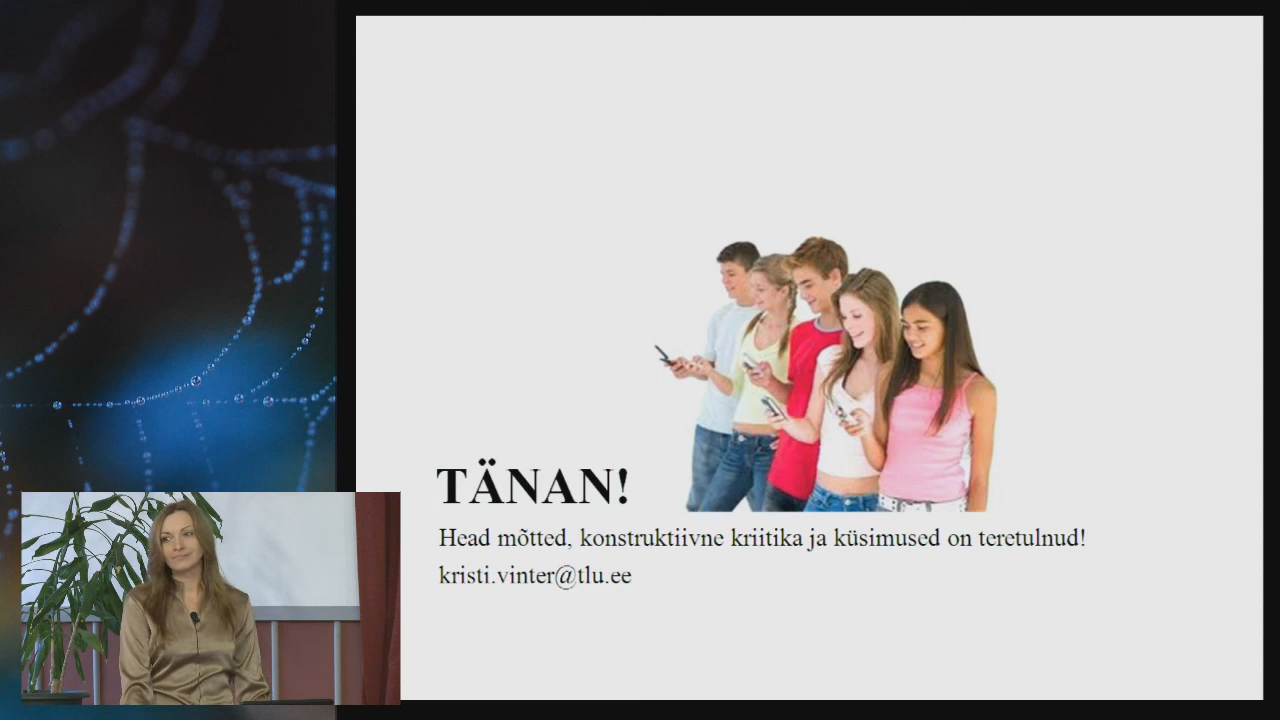 TÄNAN!
Head mõtted, konstruktiivne kriitika ja küsimused on teretulnud!
kristi.vinter@tlu.ee